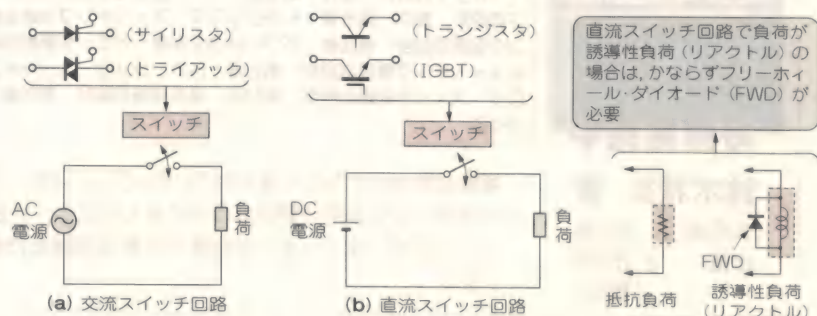 (サイリスタ)
(トライアック)
スイッチ
AC
電源
負荷
(a) 交流スイッチ回路
(トランジスタ)
(IGBT)
スイッチ
DC
電源
負荷
(b) 直流スイッチ回路
直流スイッチ回路で負荷が
誘導性負荷(リアクトル)の
場合は,かならずフリーホィ
ール・ダイオード(FWD)が
必要
FWD
抵抗負荷
誘導性負荷
(リアクトル)